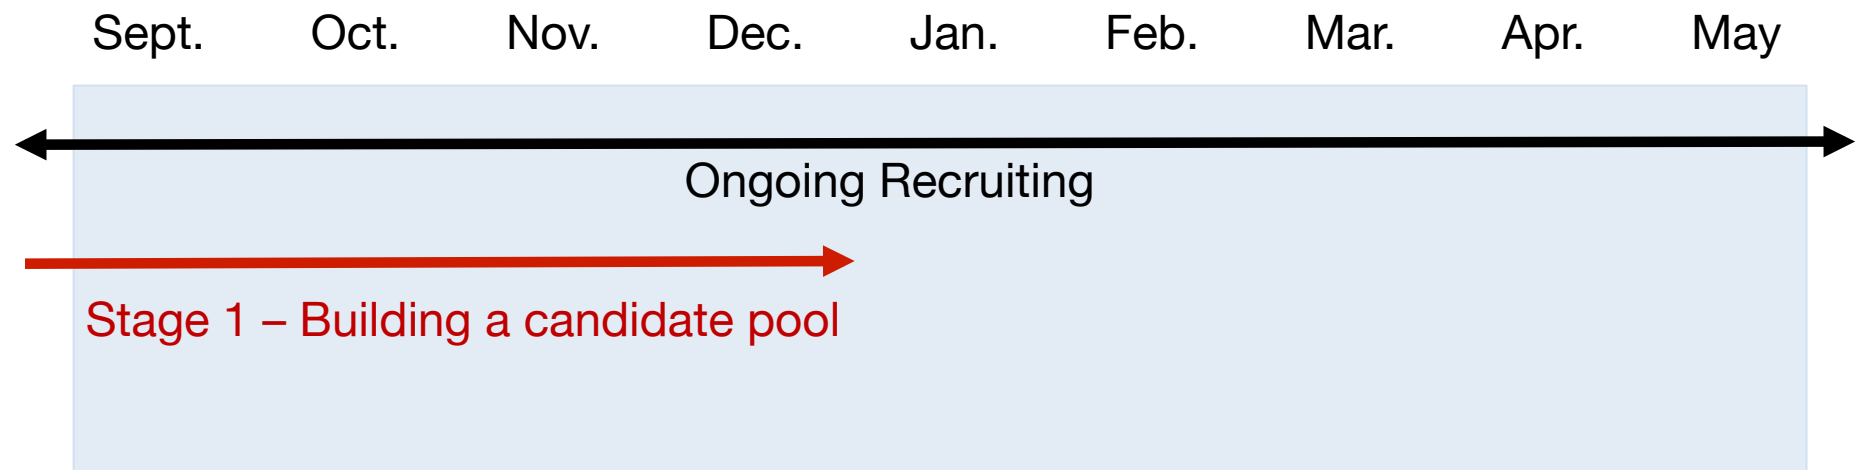 Sept. Oct. Nov. Dec. Jan. Feb. Mar. Apr. May
Ongoing Recruiting
Stage 1 – Building a candidate pool